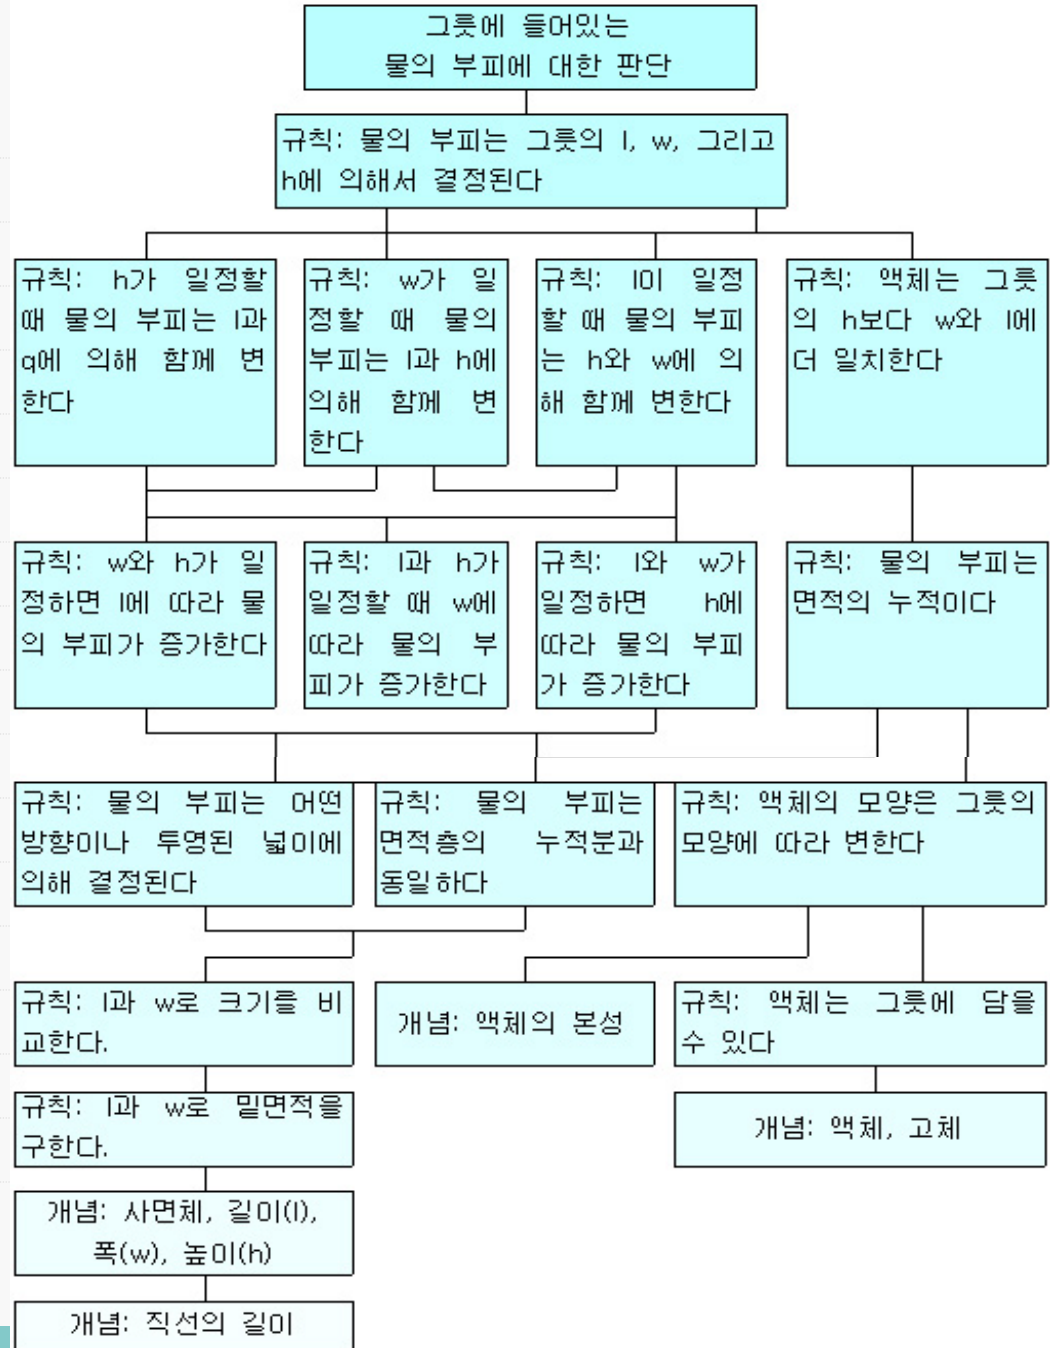 그릇에 들어있는
물의 부피에 대한 판단
규칙: 물의 부피는 그릇의 l, w, 그리고
h에 의해서 결정된다
규칙: h가 일정할
때 물의 부피는 l과
q에 의해 함께 변
한다
규칙: w가 일
정할 때 물의
부피는 l과 h에
의해 함께 변
한다
규칙: l이 일정
할 때 물의 부피
는 h와 w에 의
해 함께 변한다
규칙: 액체는 그릇
의 h보다 w와 l에
더 일치한다
규칙: w와 h가 일
정하면 l에 따라 물
의 부피가 증가한다
규칙: l과 h가
일정할 때 w에
따라 물의 부
피가 증가한다
규칙: l와 w가
일정하면 h에
따라 물의 부피
가 증가한다
규칙: 물의 부피는
면적의 누적이다
규칙: 물의 부피는 어떤
방향이나 투영된 넓이에
의해 결정된다
규칙: 물의 부피는
면적층의 누적분과
동일하다
규칙: 액체의 모양은 그릇의
모양에 따라 변한다
규칙: l과 w로 크기를 비
교한다.
개념: 액체의 본성
규칙: 액체는 그릇에 담을
수 있다
규칙: l과 w로 밑면적을
구한다.
개념: 액체, 고체
개념: 사면체, 길이(l),
폭(w), 높이(h)
개념: 직선의 길이